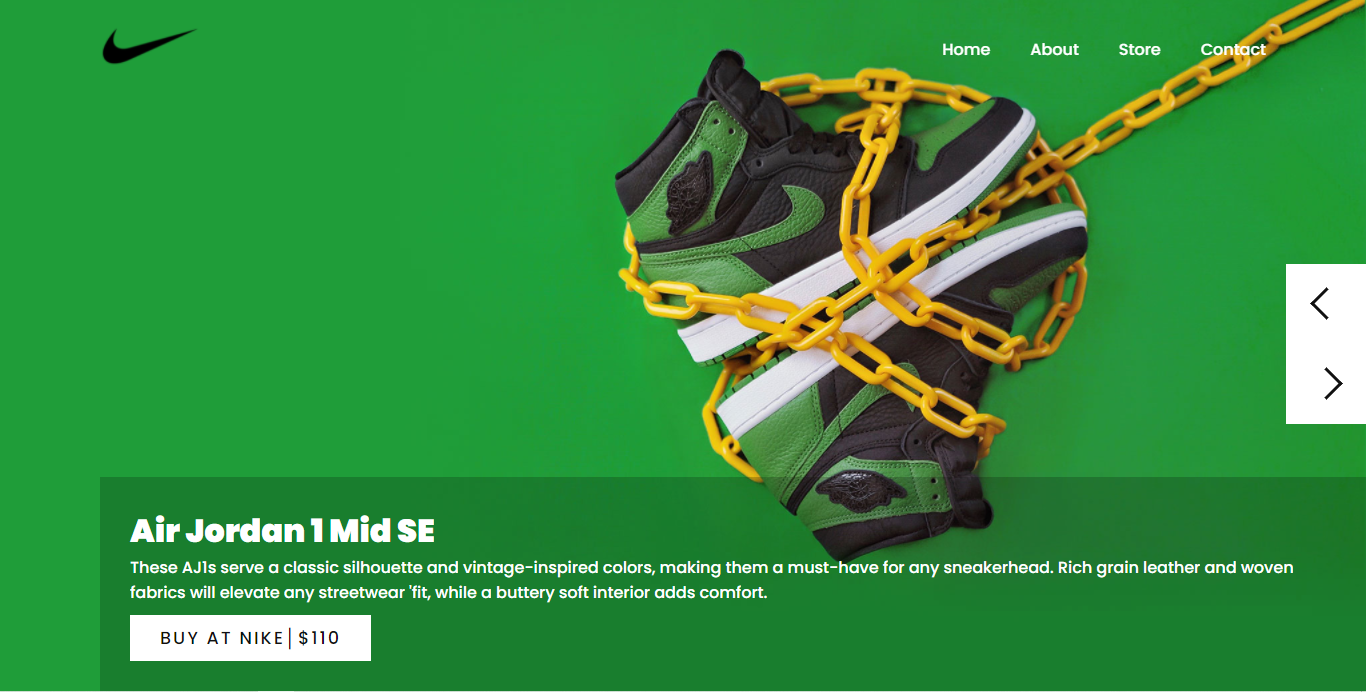 Home About Store Contact
Air Jordan 1 Mid SE
These AJ1s serve a classic silhouette and vintage-inspired colors, making them a must-have for any sneakerhead. Rich grain leather and woven
fabrics will elevate any streetwear 'fit, while a buttery soft interior adds comfort.
BUY AT NIKE| $110